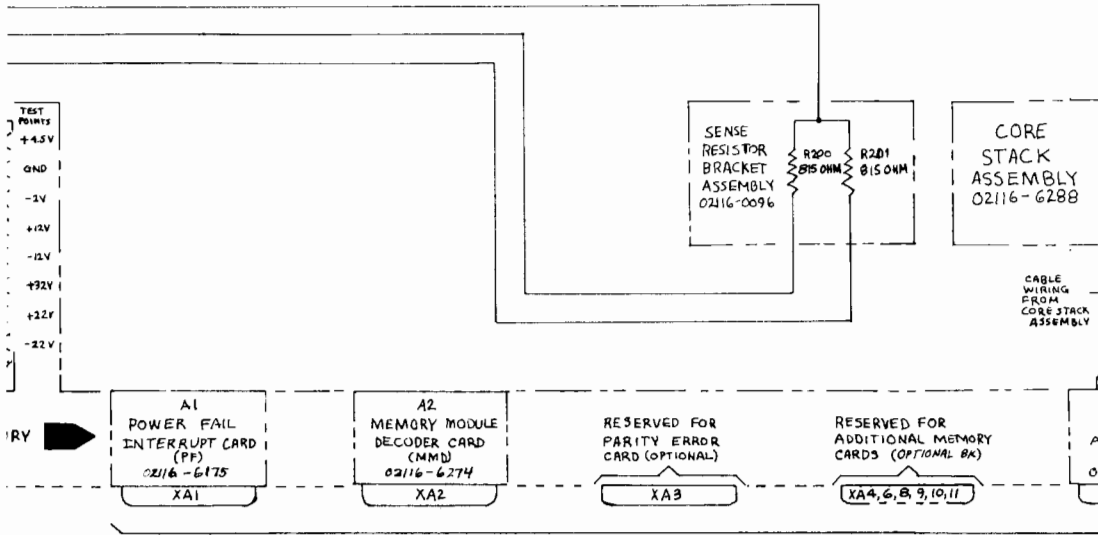 TEST
POINTS
+4.5V
GND
-2V
+12V
-12V
+32V
+22V
-22V
SENSE
RESISTOR
BRACKET
ASSEMBLY
02116-0096
R200
815 OHM
R201
815 OHM
CORE
STACK
ASSEMBLY
02116-6288
CABLE
WIRING
FROM
CORE STACK
ASSEMBLY
RY
A1
POWER FAIL
INTERRUPT CARD
(PF)
02116-6175
XA1
A2
MEMORY MODULE
DECODER CARD
(MMD)
02116-6274
XA2
RESERVED FOR
PARITY ERROR
CARD (OPTIONAL)
XA3
RESERVED FOR
ADDITIONAL MEMORY
CARDS (OPTIONAL 8K)
XA4,6,8,9,10,11